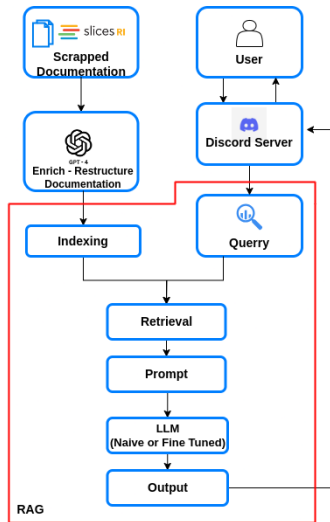 slices RI
Scrapped
Documentation
User
GPT-4
Enrich - Restructure
Documentation
Discord Server
Indexing
Querry
Retrieval
Prompt
LLM
(Naive or Fine Tuned)
Output
RAG